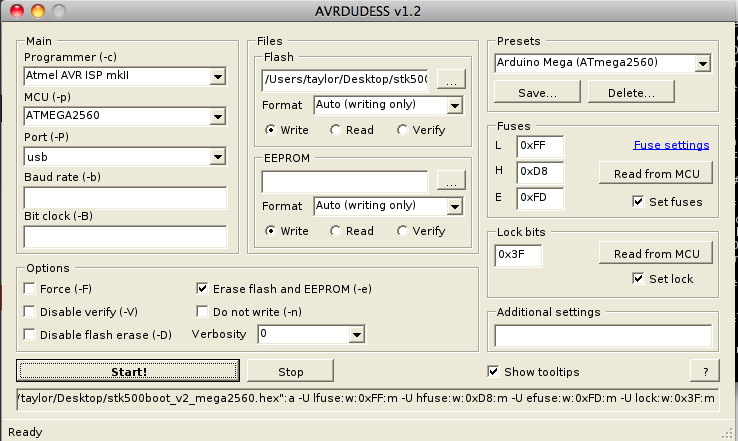 AVRDUDESS v1.2
Main
Programmer (-c)
Atmel AVR ISP mkII
MCU (-p)
ATMEGA2560
Port (-P)
usb
Baud rate (-b)
Bit clock (-B)
Files
Flash
/Users/taylor/Desktop/stk500
...
Format Auto (writing only)
Write Read Verify
EEPROM
...
Format Auto (writing only)
Write Read Verify
Presets
Arduino Mega (ATmega2560)
Save... Delete...
Fuses
L 0xFF Fuse settings
H 0xD8 Read from MCU
E 0xFD Set fuses
Lock bits
0x3F Read from MCU
Set lock
Options
Force (-F) Erase flash and EEPROM (-e)
Disable verify (-V) Do not write (-n)
Disable flash erase (-D) Verbosity 0
Additional settings
Start! Stop Show tooltips ?
/taylor/Desktop/stk500boot_v2_mega2560.hex":a -U lfuse:w:0xFF:m -U hfuse:w:0xD8:m -U efuse:w:0xFD:m -U lock:w:0x3F:m
Ready